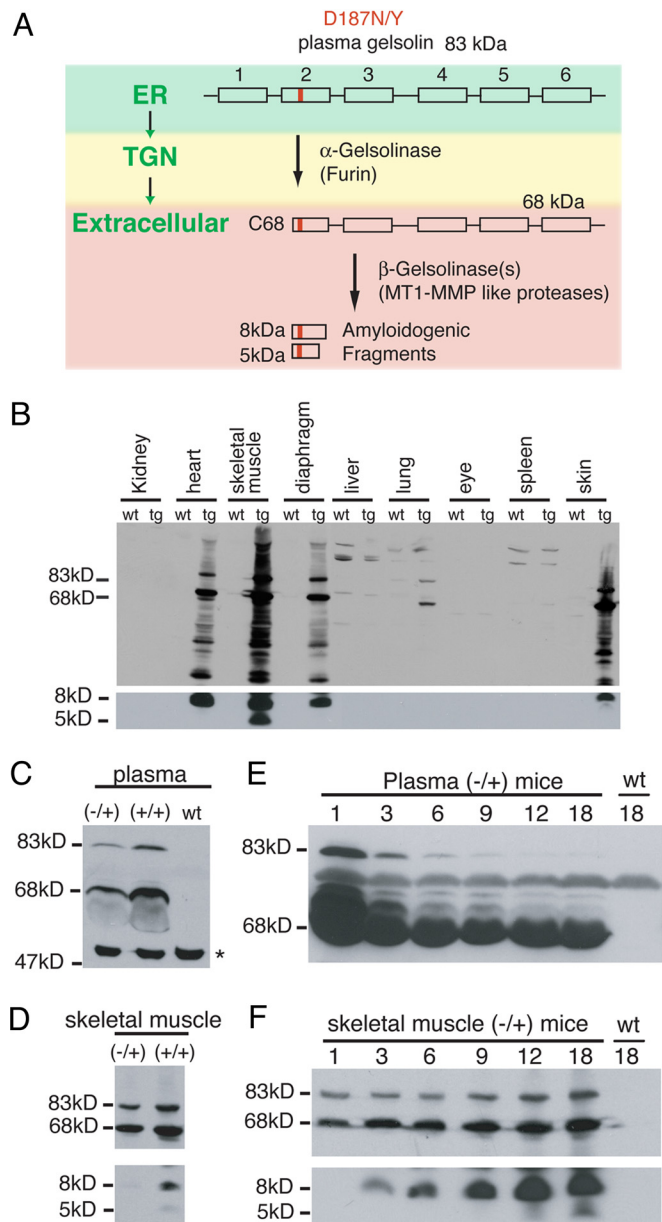 A
D187N/Y
plasma gelsolin 83 kDa
1 2 3 4 5 6
ER
TGN
α-Gelsolinase
(Furin)
68 kDa
Extracellular C68
β-Gelsolinase(s)
(MT1-MMP like proteases)
8kDa Amyloidogenic
5kDa Fragments
B
Kidney heart skeletal muscle diaphragm liver lung eye spleen skin
wt tg wt tg wt tg wt tg wt tg wt tg wt tg wt tg wt tg
83kD
68kD
8kD
5kD
C
plasma
(-/+) (+/+) wt
83kD
68kD
47kD *
E
Plasma (-/+) mice wt
1 3 6 9 12 18 18
83kD
68kD
D
skeletal muscle
(-/+) (+/+)
83kD
68kD
8kD
5kD
F
skeletal muscle (-/+) mice wt
1 3 6 9 12 18 18
83kD
68kD
8kD
5kD